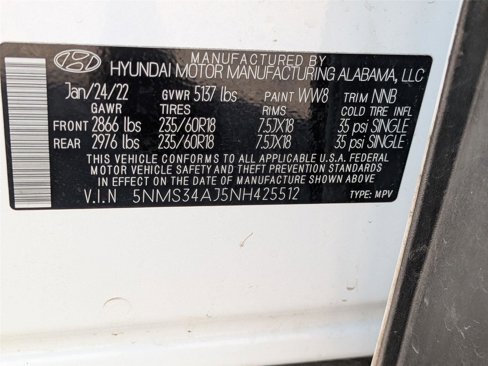 MANUFACTURED BY
HYUNDAI MOTOR MANUFACTURING ALABAMA, LLC
Jan/24/22 GVWR 5137 lbs PAINT WW8 TRIM NNB
GAWR TIRES RIMS COLD TIRE INFL
FRONT 2866 lbs 235/60R18 7.5JX18 35 psi SINGLE
REAR 2976 lbs 235/60R18 7.5JX18 35 psi SINGLE
THIS VEHICLE CONFORMS TO ALL APPLICABLE U.S.A. FEDERAL
MOTOR VEHICLE SAFETY AND THEFT PREVENTION STANDARDS
IN EFFECT ON THE DATE OF MANUFACTURE SHOWN ABOVE
V.I.N 5NMS34AJ5NH425512 TYPE: MPV